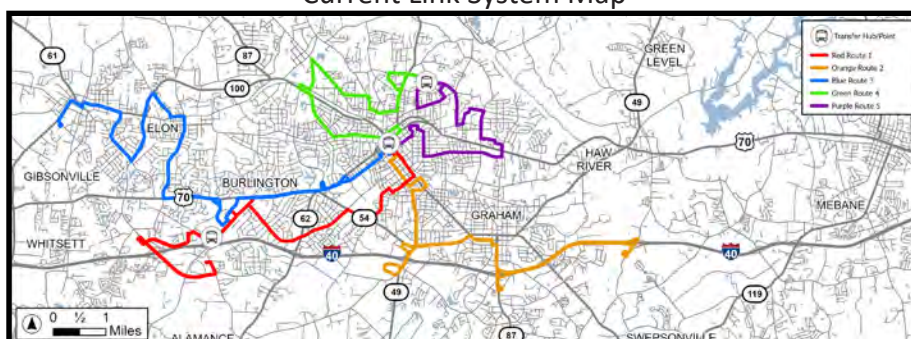 Current Link System Map
61
87
100
GREEN
LEVEL
49
Transfer Hub/Point
Red Route 1
Orange Route 2
Blue Route 3
Green Route 4
Purple Route 5
ELON
70
HAW
RIVER
GIBSONVILLE
70
BURLINGTON
MEBANE
62
54
GRAHAM
WHITSETT
40
40
49
119
0 ½ 1
Miles
ALAMANCE
87
SWEPSONVILLE